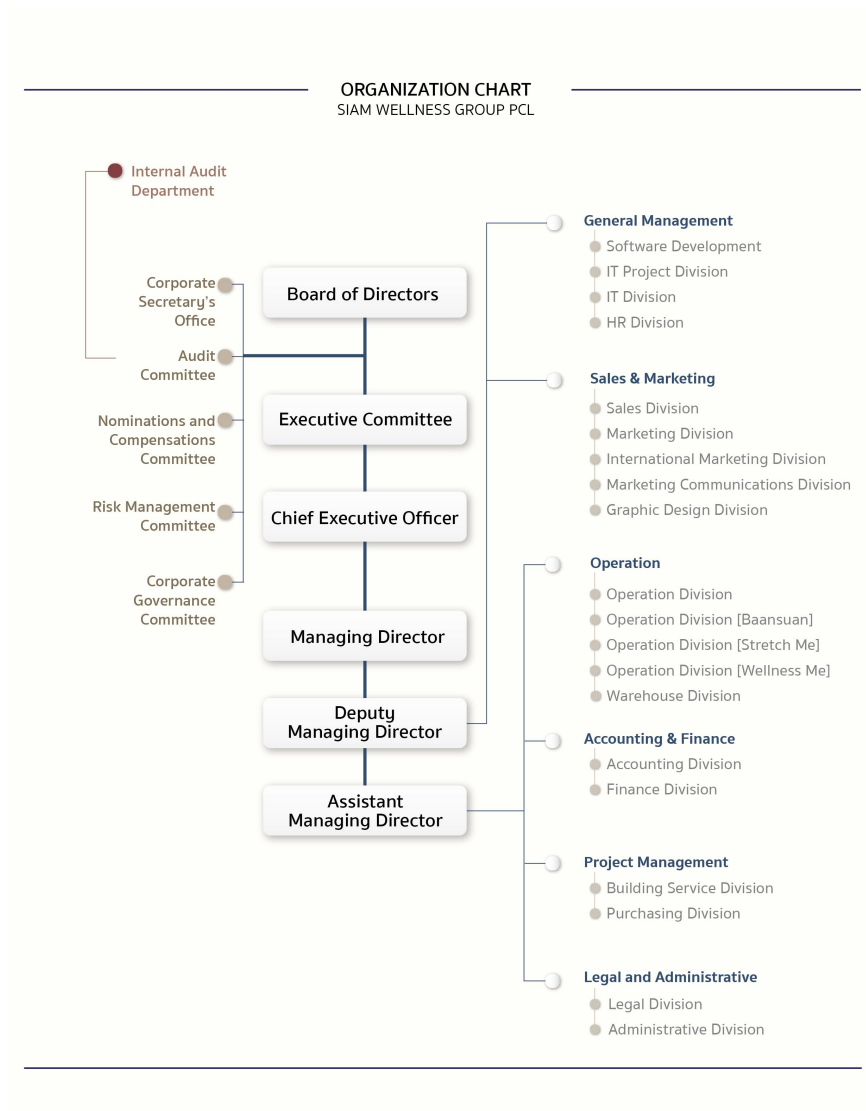 ORGANIZATION CHART
SIAM WELLNESS GROUP PCL
Internal Audit
Department
Corporate
Secretary's
Office
Audit
Committee
Nominations and
Compensations
Committee
Risk Management
Committee
Corporate
Governance
Committee
Board of Directors
Executive Committee
Chief Executive Officer
Managing Director
Deputy
Managing Director
Assistant
Managing Director
General Management
Software Development
IT Project Division
IT Division
HR Division
Sales & Marketing
Sales Division
Marketing Division
International Marketing Division
Marketing Communications Division
Graphic Design Division
Operation
Operation Division
Operation Division [Baansuan]
Operation Division [Stretch Me]
Operation Division [Wellness Me]
Warehouse Division
Accounting & Finance
Accounting Division
Finance Division
Project Management
Building Service Division
Purchasing Division
Legal and Administrative
Legal Division
Administrative Division